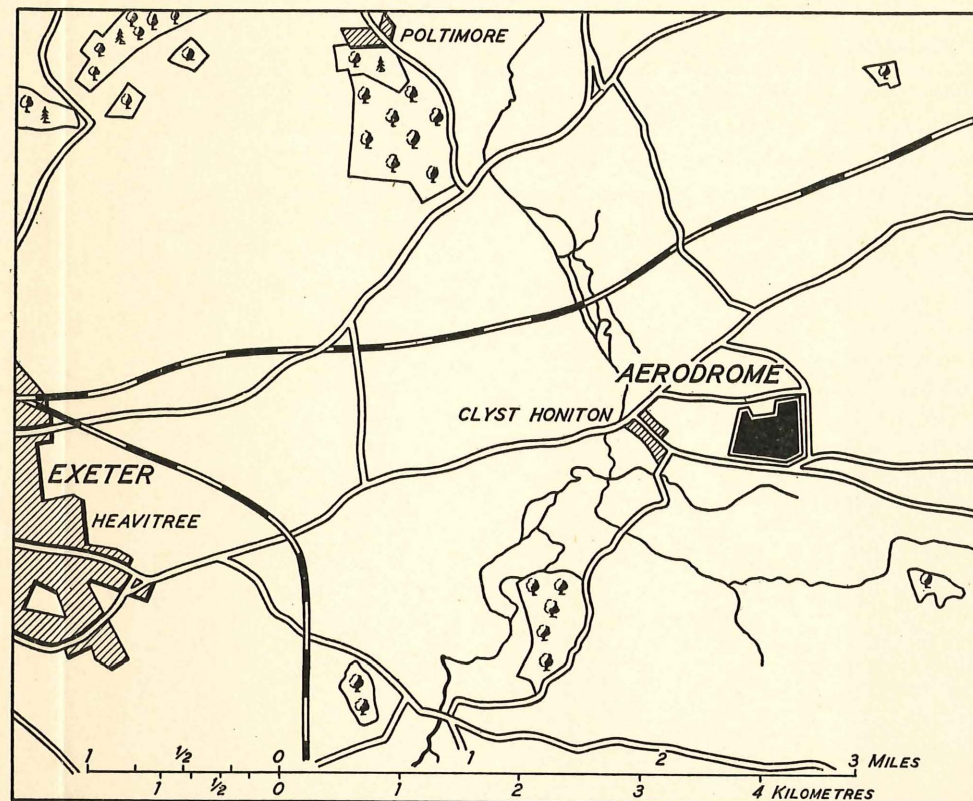 POLTIMORE
AERODROME
CLYST HONITON
EXETER
HEAVITREE
1 ½ 0 1 2 3 MILES
1 ½ 0 1 2 3 4 KILOMETRES